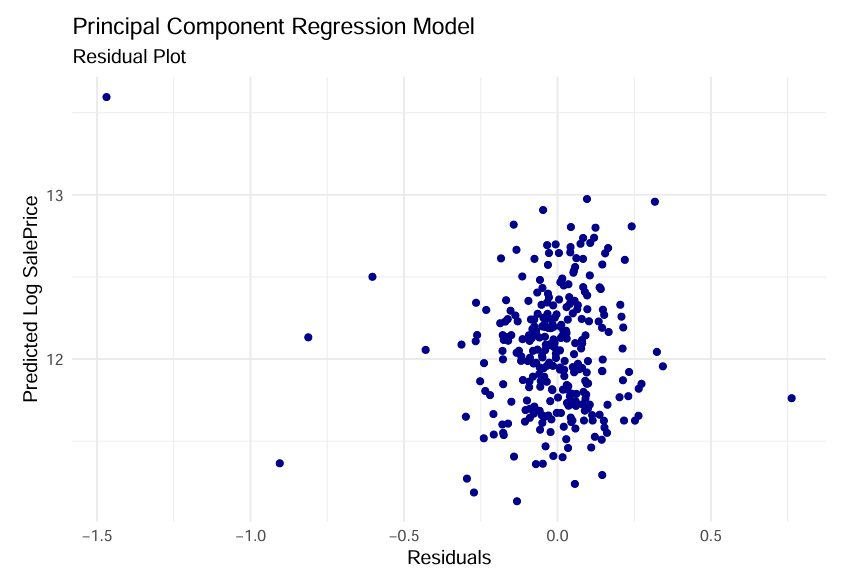 Principal Component Regression Model
Residual Plot
Predicted Log SalePrice
13
12
−1.5
−1.0
−0.5
0.0
0.5
Residuals